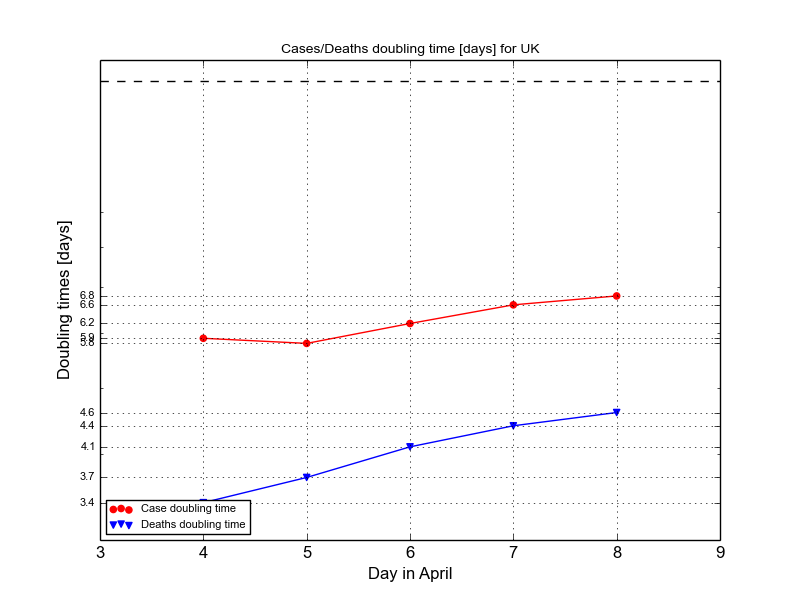 Cases/Deaths doubling time [days] for UK
Doubling times [days]
6.8
6.6
6.2
5.9
5.8
4.6
4.4
4.1
3.7
3.4
Case doubling time
Deaths doubling time
3 4 5 6 7 8 9
Day in April